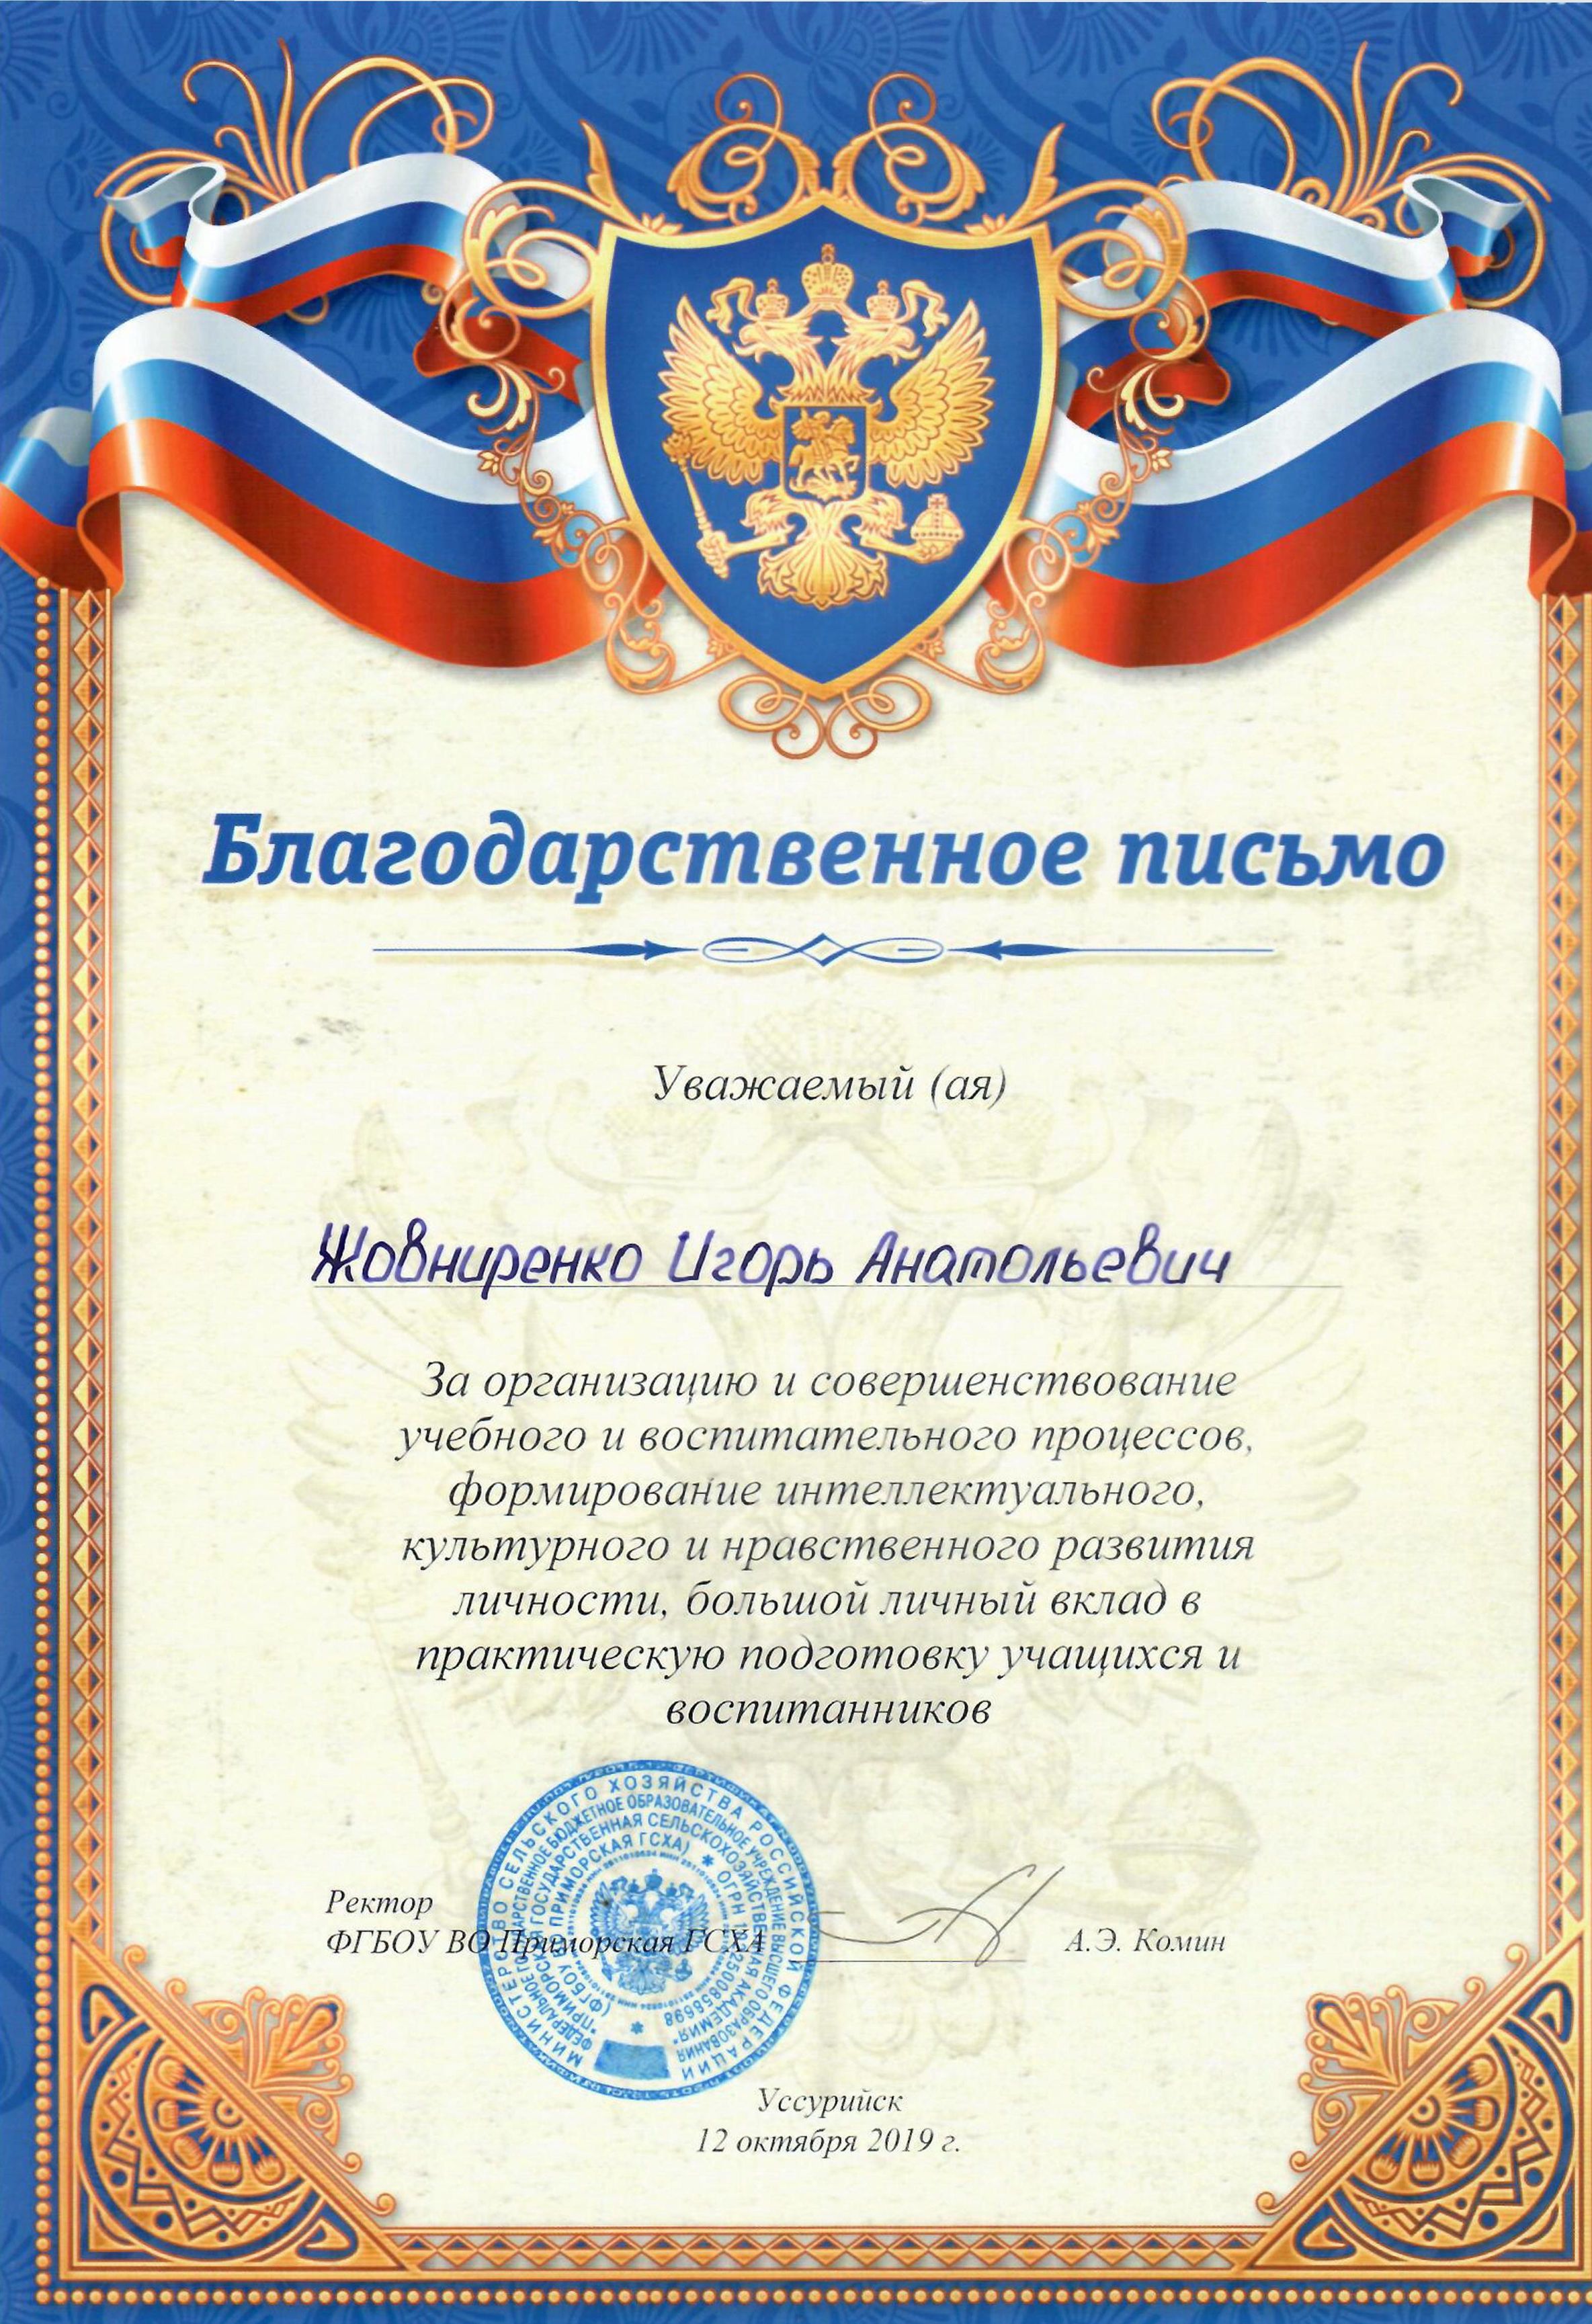 Благодарственное письмо
Уважаемый (ая)
Жовниренко Игорь Анатольевич
За организацию и совершенствование
учебного и воспитательного процессов,
формирование интеллектуального,
культурного и нравственного развития
личности, большой личный вклад в
практическую подготовку учащихся и
воспитанников
МИНИСТЕРСТВО СЕЛЬСКОГО ХОЗЯЙСТВА РОССИЙСКОЙ ФЕДЕРАЦИИ
ФЕДЕРАЛЬНОЕ ГОСУДАРСТВЕННОЕ БЮДЖЕТНОЕ ОБРАЗОВАТЕЛЬНОЕ УЧРЕЖДЕНИЕ ВЫСШЕГО ОБРАЗОВАНИЯ
"ПРИМОРСКАЯ ГОСУДАРСТВЕННАЯ СЕЛЬСКОХОЗЯЙСТВЕННАЯ АКАДЕМИЯ"
(ФГБОУ ВО ПРИМОРСКАЯ ГСХА) * ОГРН
Ректор
ФГБОУ ВО Приморская ГСХА А.Э. Комин
Уссурийск
12 октября 2019 г.